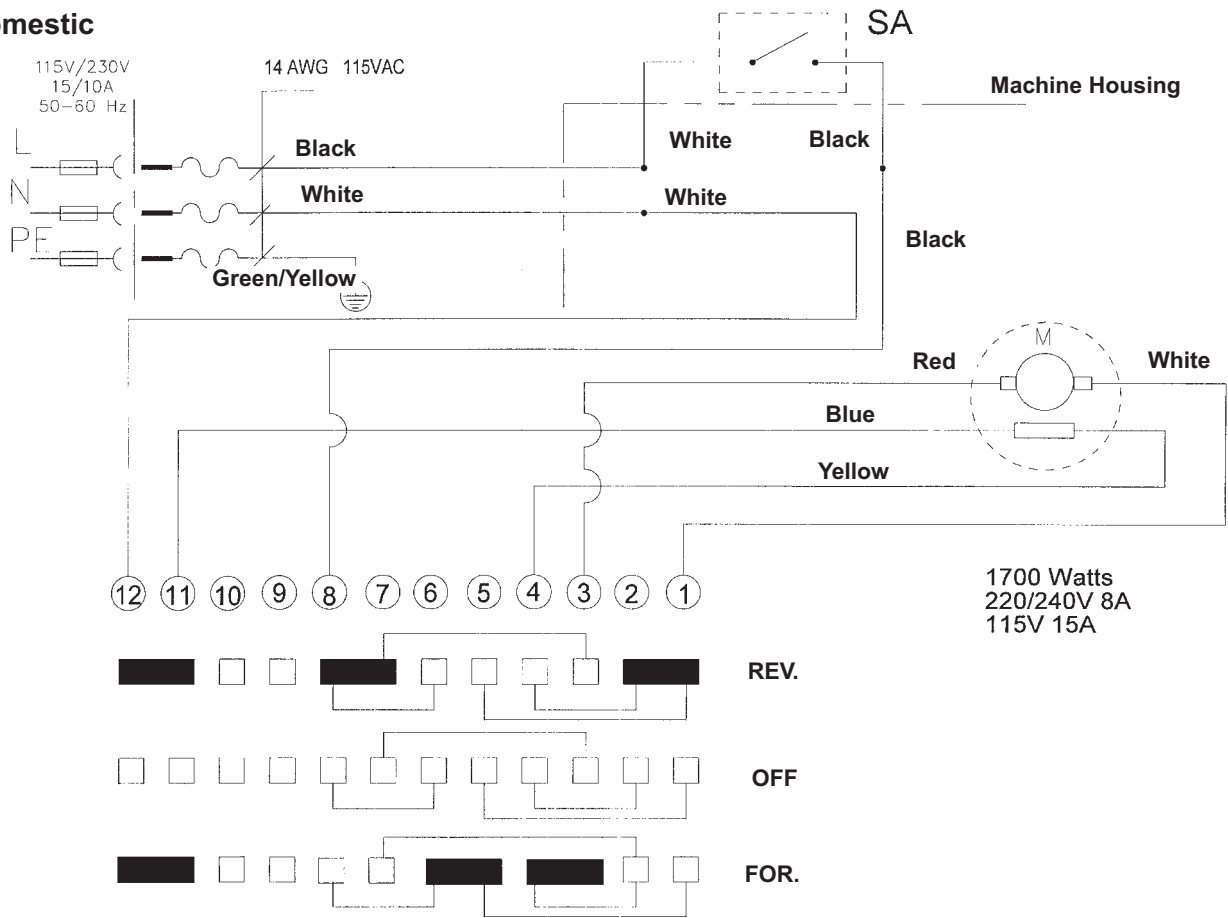 omestic
SA
115V/230V
15/10A
50-60 Hz
14 AWG 115VAC
Machine Housing
L
Black
White
Black
N
White
White
PE
Black
Green/Yellow
M
Red
White
Blue
Yellow
12 11 10 9 8 7 6 5 4 3 2 1
1700 Watts
220/240V 8A
115V 15A
REV.
OFF
FOR.